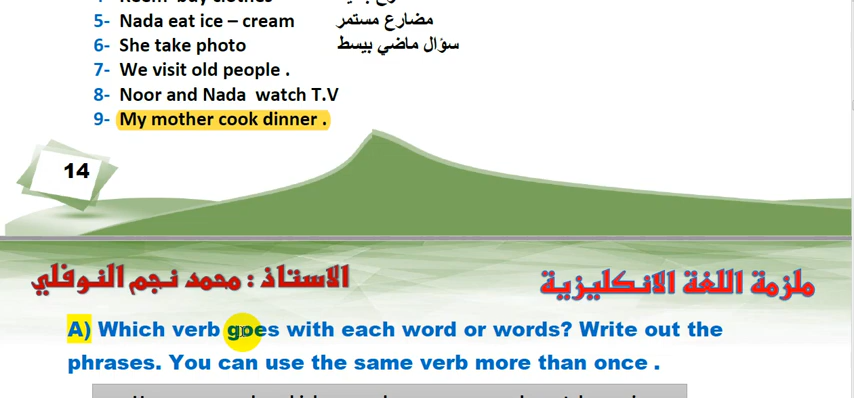 5- Nada eat ice – cream مضارع مستمر
6- She take photo سؤال ماضي بيسط
7- We visit old people .
8- Noor and Nada watch T.V
9- My mother cook dinner .
14
ملزمة اللغة الانكليزية الاستاذ : محمد نجم النوفلي
A) Which verb goes with each word or words? Write out the
phrases. You can use the same verb more than once .